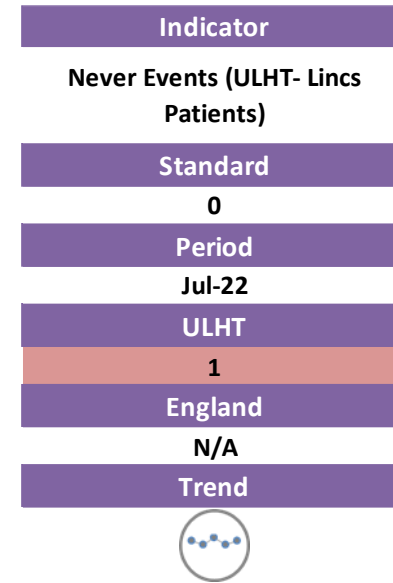 Indicator
Never Events (ULHT- Lincs
Patients)
Standard
0
Period
Jul-22
ULHT
1
England
N/A
Trend